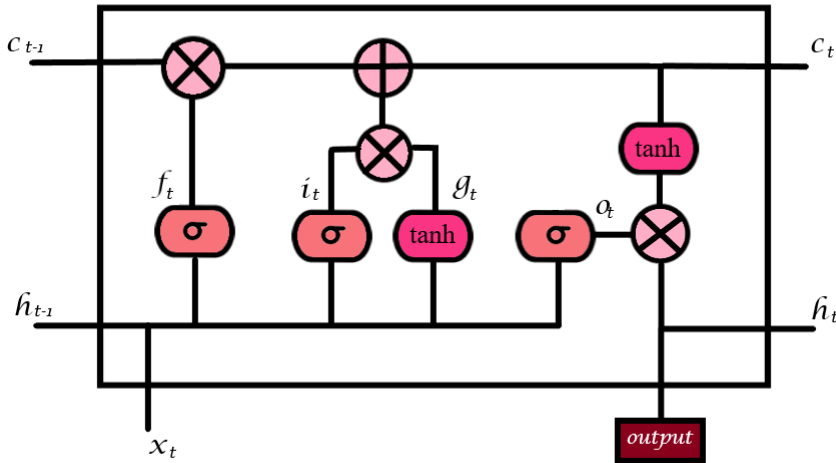 c t-1
c t
tanh
f t
i t
g t
o t
σ
σ
tanh
σ
h t-1
h t
x t
output